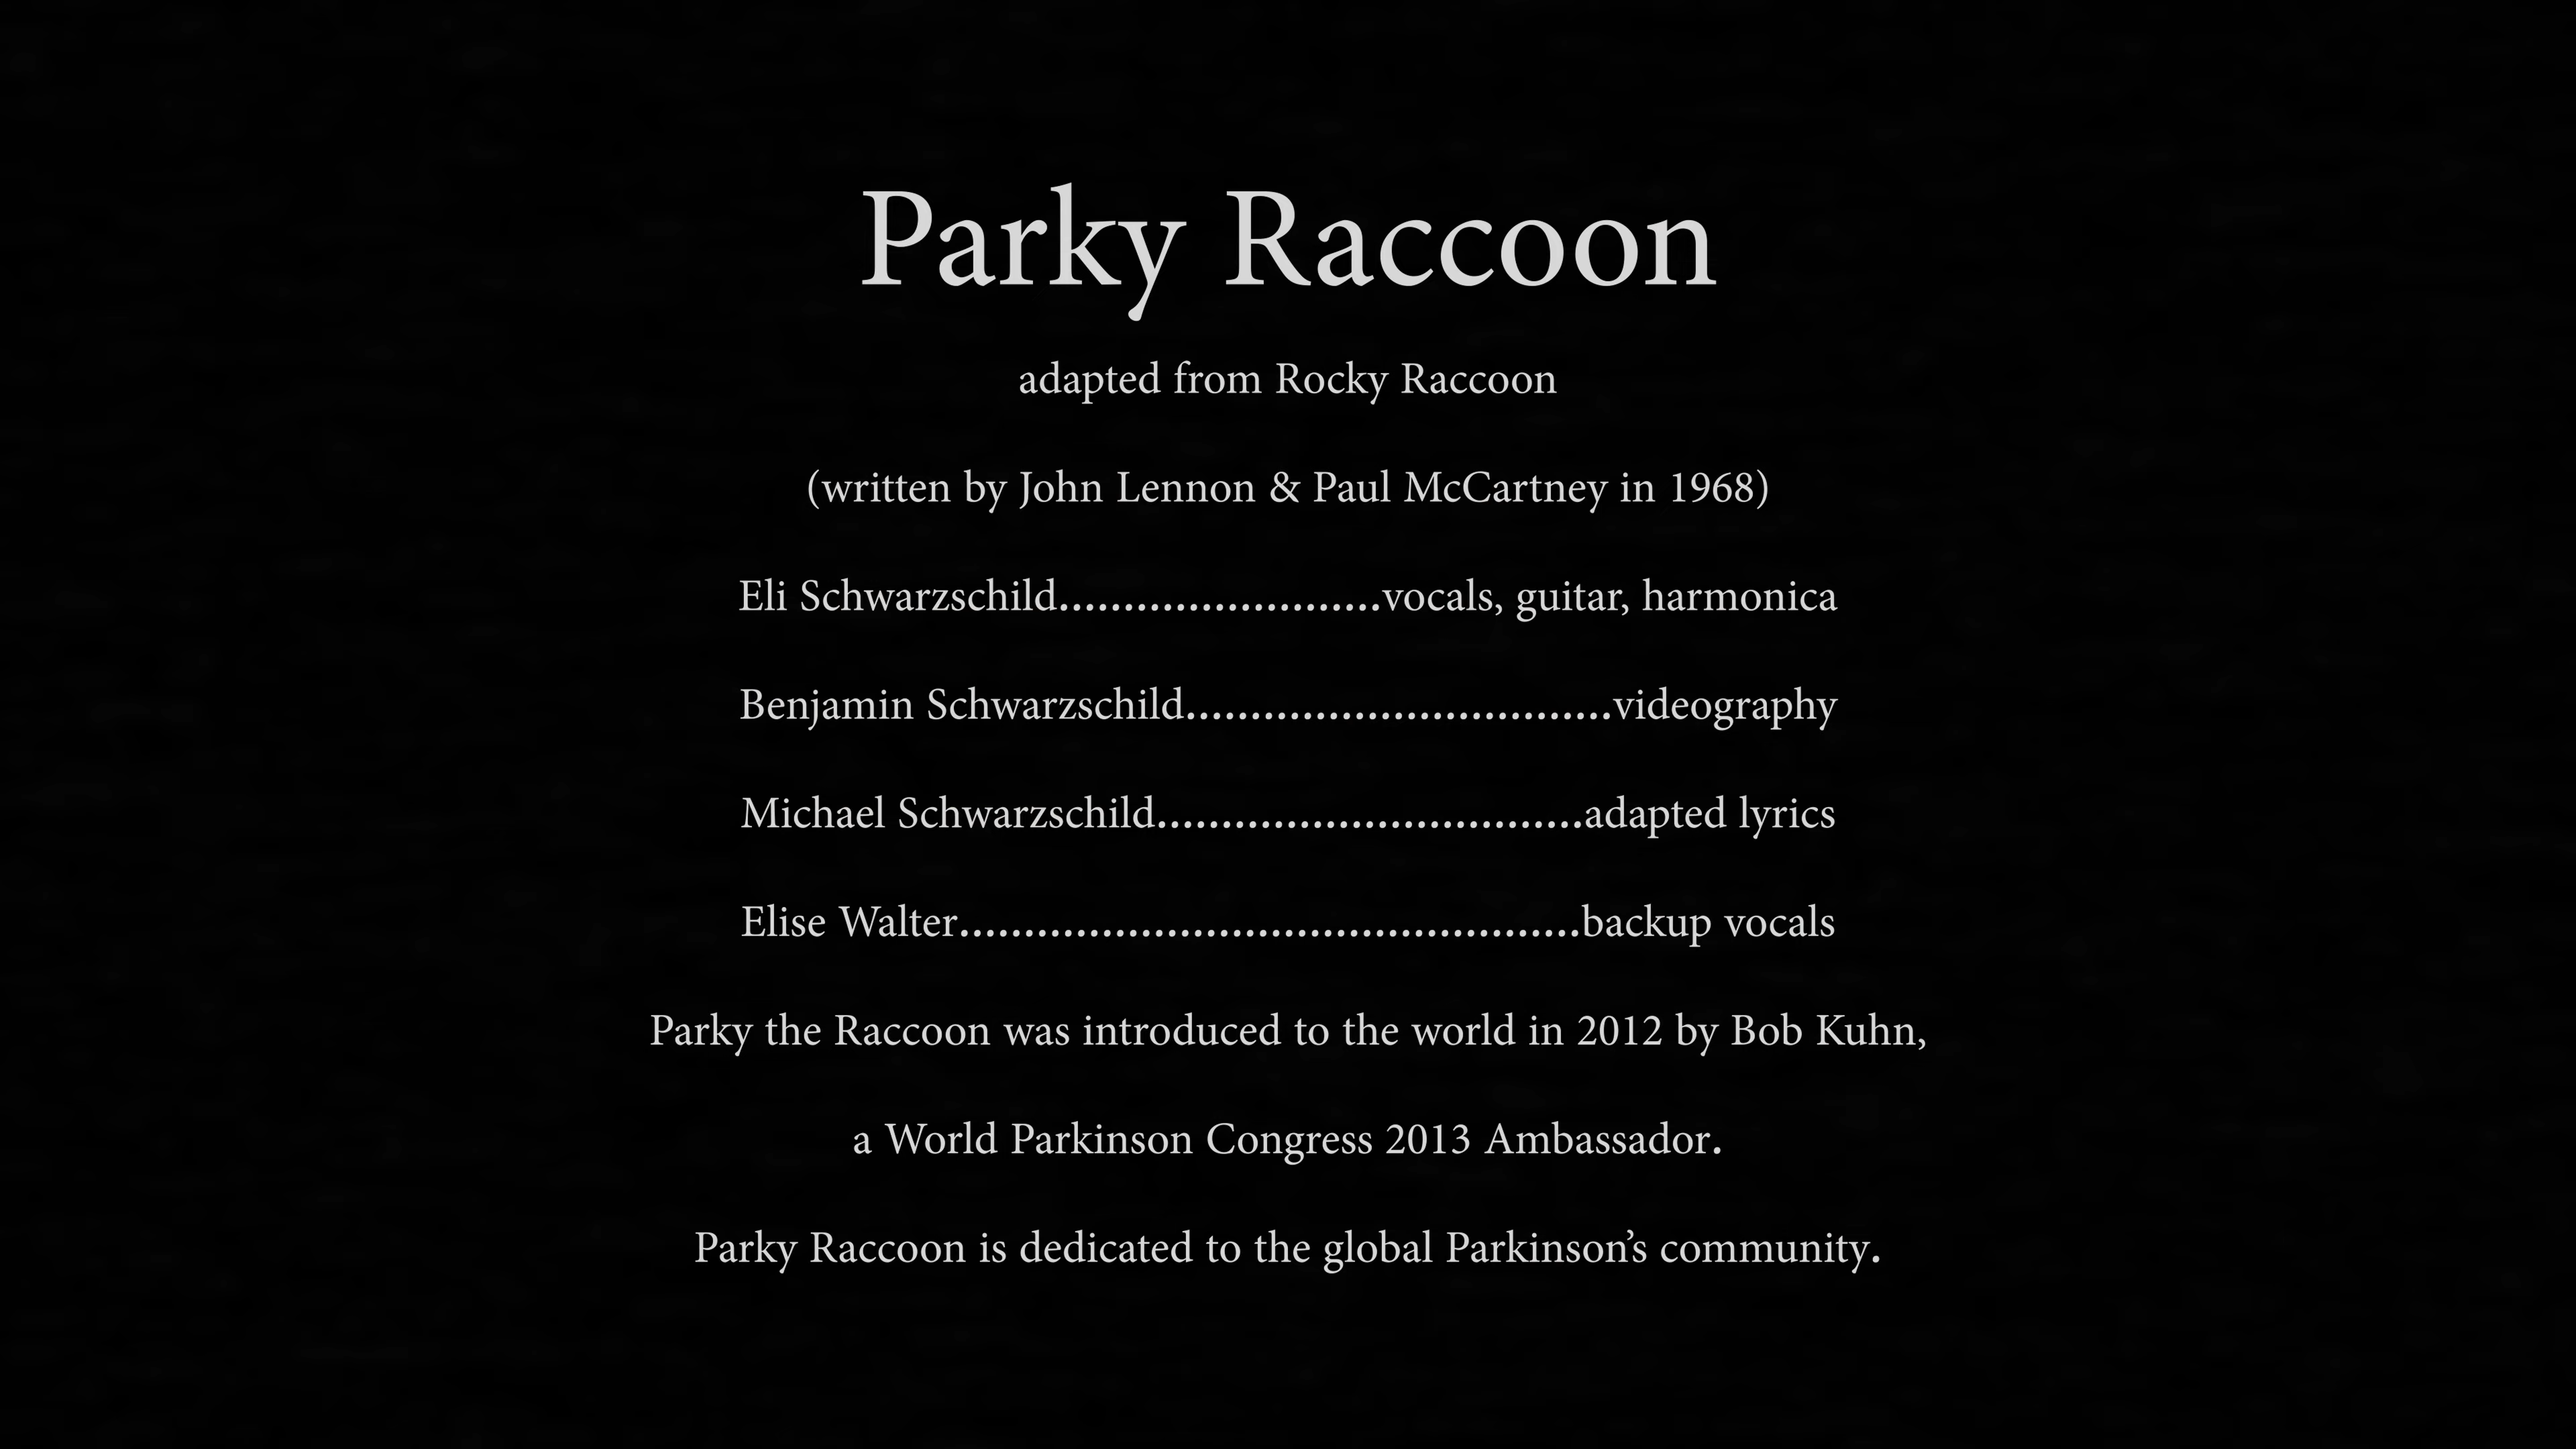 Parky Raccoon
adapted from Rocky Raccoon
(written by John Lennon & Paul McCartney in 1968)
Eli Schwarzschild.........................vocals, guitar, harmonica
Benjamin Schwarzschild.................................videography
Michael Schwarzschild.................................adapted lyrics
Elise Walter................................................backup vocals
Parky the Raccoon was introduced to the world in 2012 by Bob Kuhn,
a World Parkinson Congress 2013 Ambassador.
Parky Raccoon is dedicated to the global Parkinson’s community.